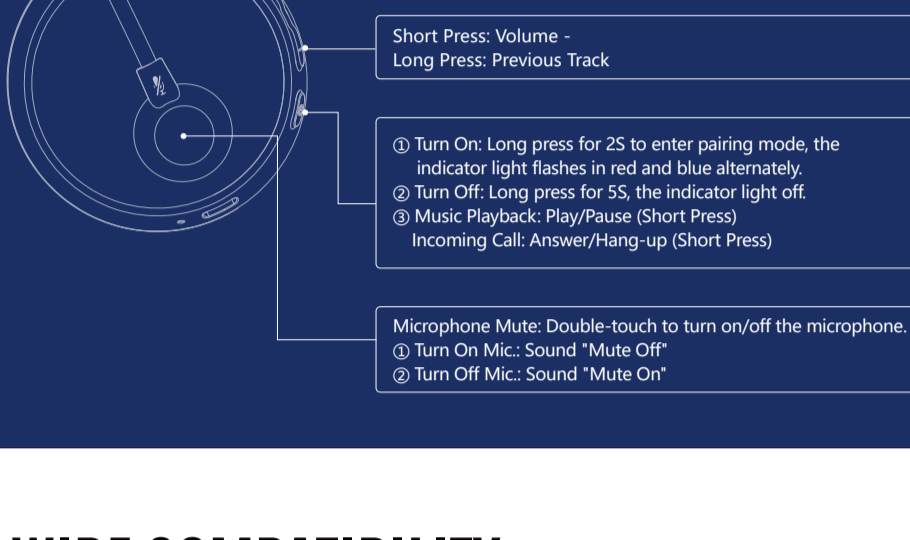 Short Press: Volume -
Long Press: Previous Track
① Turn On: Long press for 2S to enter pairing mode, the
indicator light flashes in red and blue alternately.
② Turn Off: Long press for 5S, the indicator light off.
③ Music Playback: Play/Pause (Short Press)
Incoming Call: Answer/Hang-up (Short Press)
Microphone Mute: Double-touch to turn on/off the microphone.
① Turn On Mic.: Sound "Mute Off"
② Turn Off Mic.: Sound "Mute On"
WIDE COMPATIBILITY